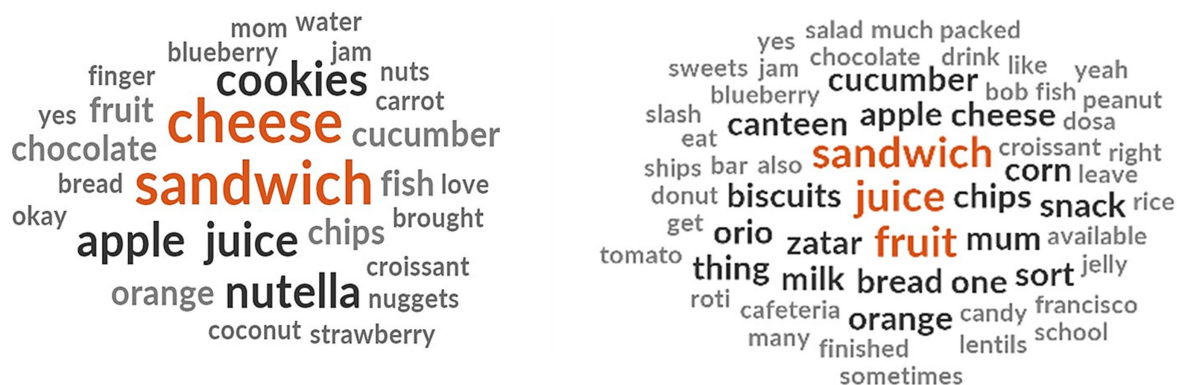 mom water
blueberry jam
finger cookies nuts
yes fruit cheese carrot
chocolate cucumber
bread sandwich fish love
okay brought
apple juice chips
croissant
orange nutella nuggets
coconut strawberry
salad much packed
yes chocolate drink like
sweets jam cucumber yeah
blueberry bob fish peanut
slash canteen apple cheese dosa
eat sandwich croissant right
ships bar also corn leave
donut biscuits juice chips snack rice
get orio zatar fruit mum available
tomato thing milk bread one sort jelly
roti cafeteria orange candy francisco
many finished lentils school
sometimes